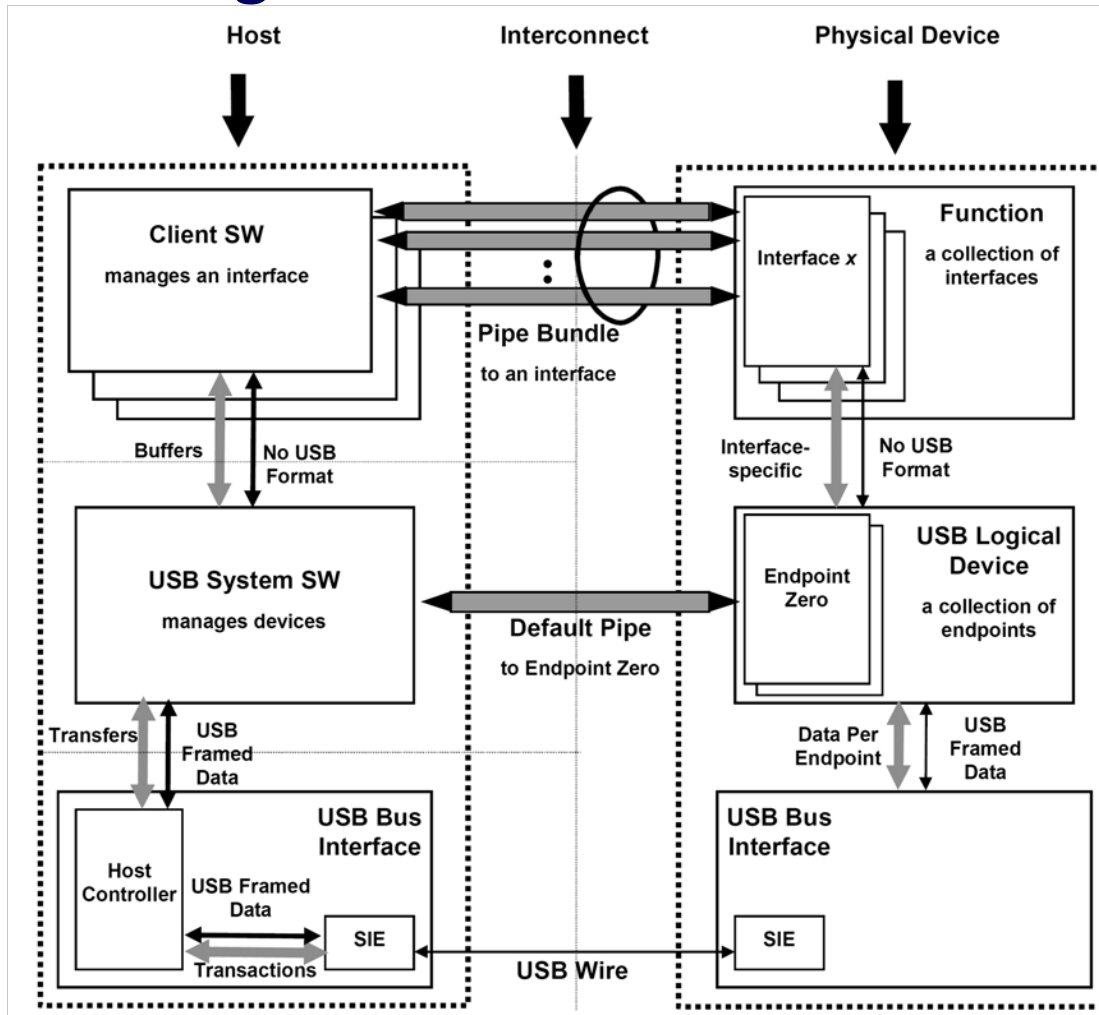 Host
Interconnect
Physical Device
Client SW
manages an interface
Interface x
Function
a collection of
interfaces
Pipe Bundle
to an interface
Buffers
No USB
Format
Interface-
specific
No USB
Format
USB System SW
manages devices
Default Pipe
to Endpoint Zero
Endpoint
Zero
USB Logical
Device
a collection of
endpoints
Transfers
USB
Framed
Data
Data Per
Endpoint
USB
Framed
Data
USB Bus
Interface
Host
Controller
USB Framed
Data
Transactions
SIE
USB Wire
USB Bus
Interface
SIE